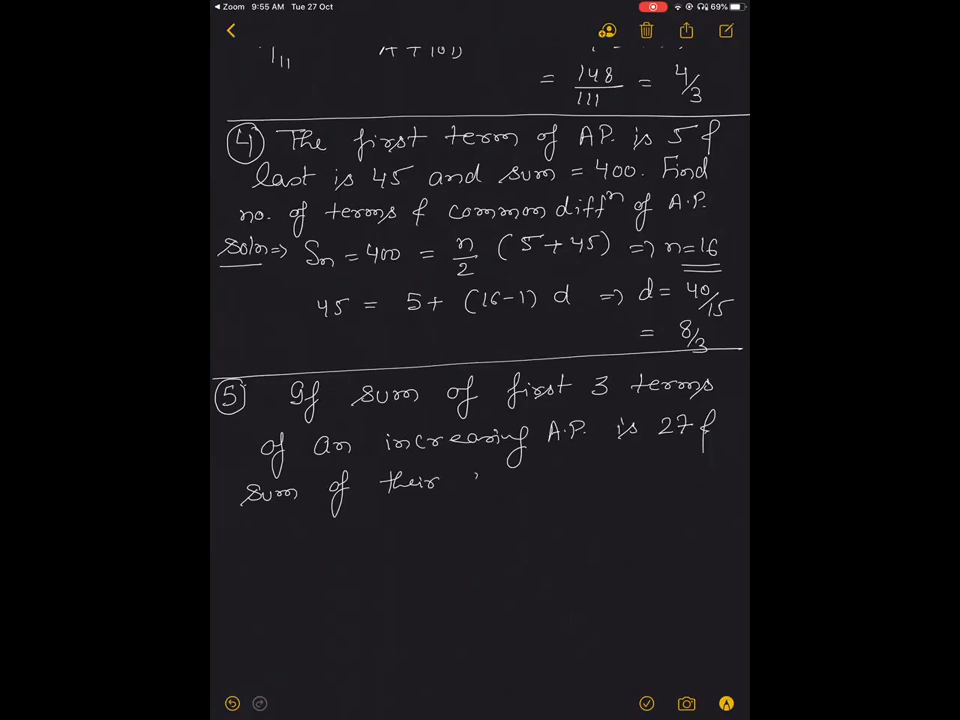 Zoom 9:55 AM Tue 27 Oct 69%
= 148/111 = 4/3
④ The first term of A.P. is 5 &
last is 45 and sum = 400. Find
no. of terms & common diffⁿ of A.P.
Soln ⇒ Sn = 400 = n/2 (5+45) ⇒ n=16
45 = 5+ (16-1) d ⇒ d = 40/15
= 8/3
⑤ If sum of first 3 terms
of an increasing A.P. is 27 &
sum of their